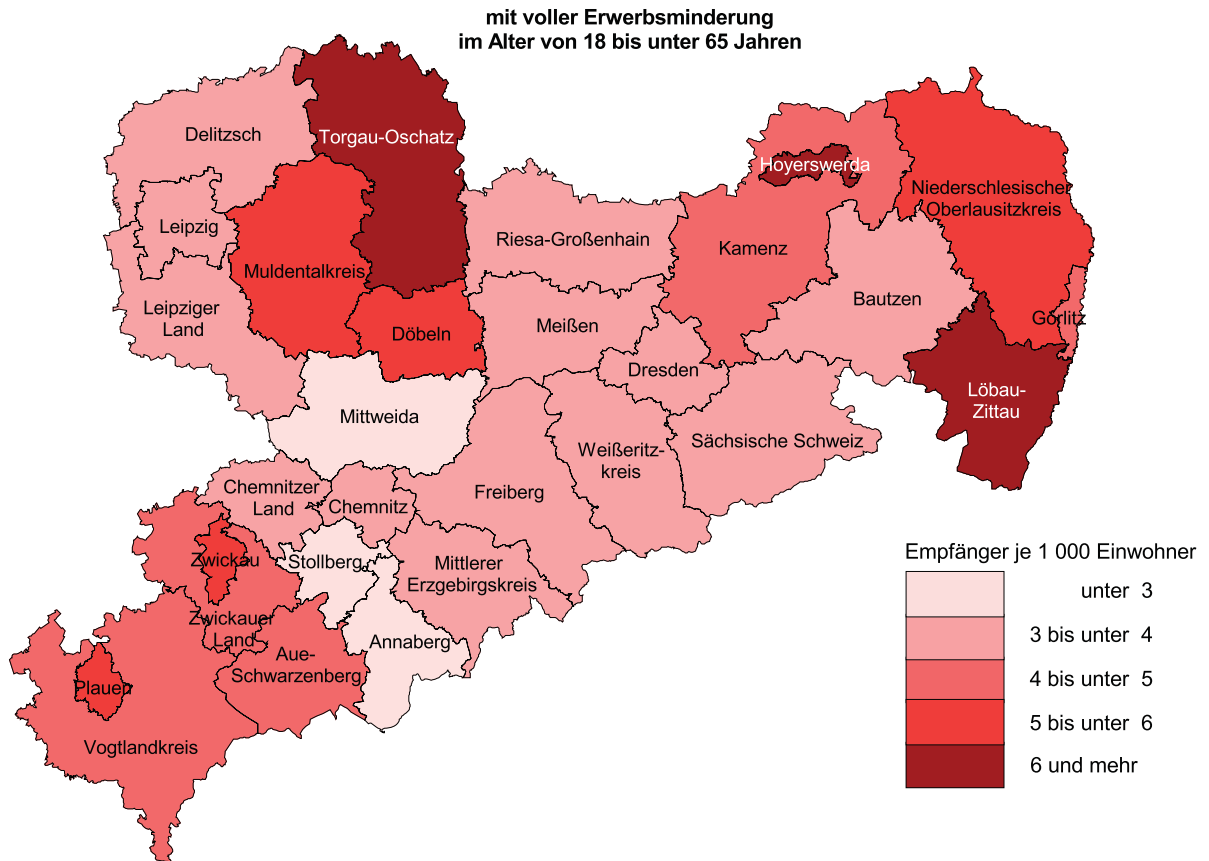 mit voller Erwerbsminderung
im Alter von 18 bis unter 65 Jahren
Delitzsch
Torgau-Oschatz
Hoyerswerda
Niederschlesischer
Oberlausitzkreis
Leipzig
Riesa-Großenhain
Kamenz
Muldentalkreis
Bautzen
Leipziger
Land
Meißen
Görlitz
Döbeln
Dresden
Löbau-
Zittau
Mittweida
Sächsische Schweiz
Weißeritz-
kreis
Chemnitzer
Land
Freiberg
Chemnitz
Zwickau
Stollberg
Mittlerer
Erzgebirgskreis
Zwickauer
Land
Annaberg
Aue-
Schwarzenberg
Plauen
Vogtlandkreis
Empfänger je 1 000 Einwohner
unter 3
3 bis unter 4
4 bis unter 5
5 bis unter 6
6 und mehr